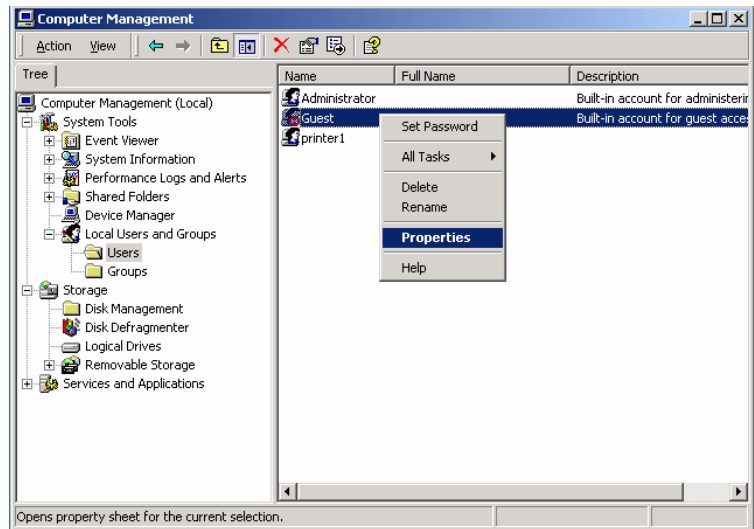 Computer Management
Action View
Tree
Name Full Name Description
Computer Management (Local)
System Tools
Event Viewer
System Information
Performance Logs and Alerts
Shared Folders
Device Manager
Local Users and Groups
Users
Groups
Storage
Disk Management
Disk Defragmenter
Logical Drives
Removable Storage
Services and Applications
Administrator Built-in account for administerin
Guest Built-in account for guest acces
printer1
Set Password
All Tasks
Delete
Rename
Properties
Help
Opens property sheet for the current selection.